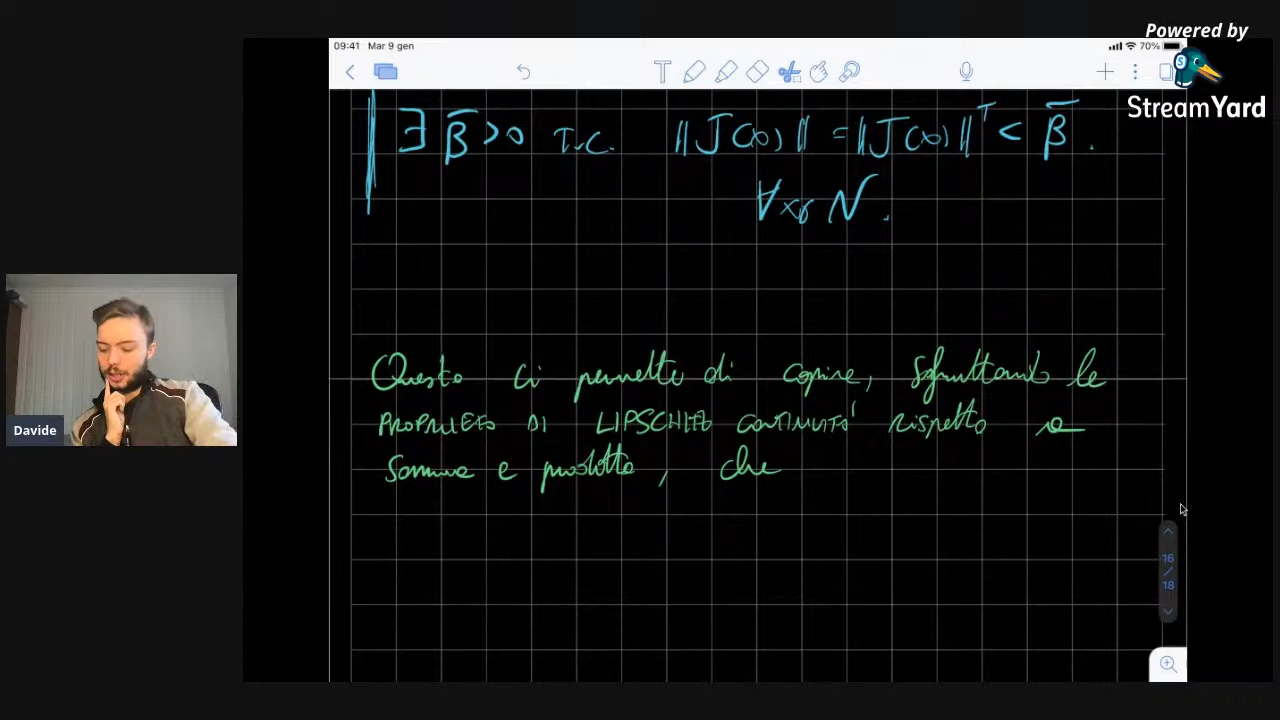 Powered by
StreamYard
09:41 Mar 9 gen
70%
∃ β̄ > 0 T.C. ‖J(x)‖ = ‖J(x)‖ᵀ < β̄.
∀x∈ N.
Questo ci permette di capire, sfruttando le
PROPRIETÀ DI LIPSCHITZ CONTINUITÀ rispetto a
somma e prodotto, che
Davide
16
/
18